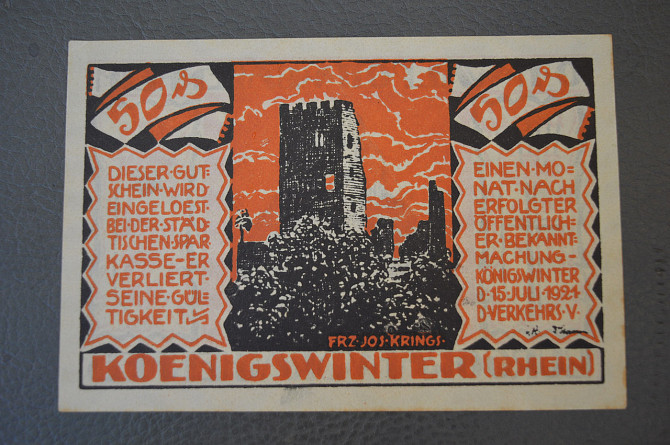 50₰
50₰
DIESER·GUT-
SCHEIN·WIRD·
EINGELOEST·
BEI·DER·STÄD-
TISCHEN·SPAR-
KASSE–ER
VERLIERT·
SEINE·GÜL-
TIGKEIT
EINEN·MO=
NAT·NACH
ERFOLGTER
ÖFFENTLICH=
ER·BEKANNT=
MACHUNG·
KÖNIGSWINTER
D·15·JULI·1921
D·VERKEHRS·V·
FRZ·JOS·KRINGS·
KOENIGSWINTER (RHEIN)